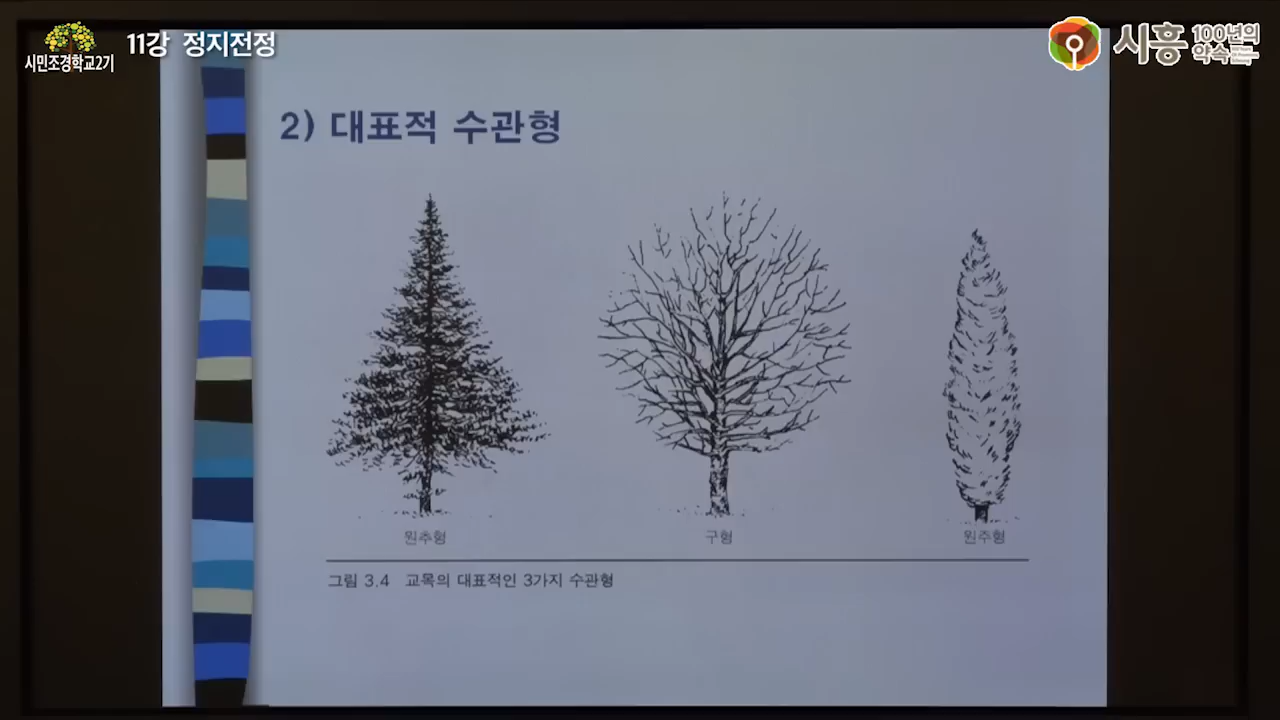 시민조경학교2기
11강 정지전정
시흥
100년의
약속
2) 대표적 수관형
원추형
구형
원주형
그림 3.4 교목의 대표적인 3가지 수관형